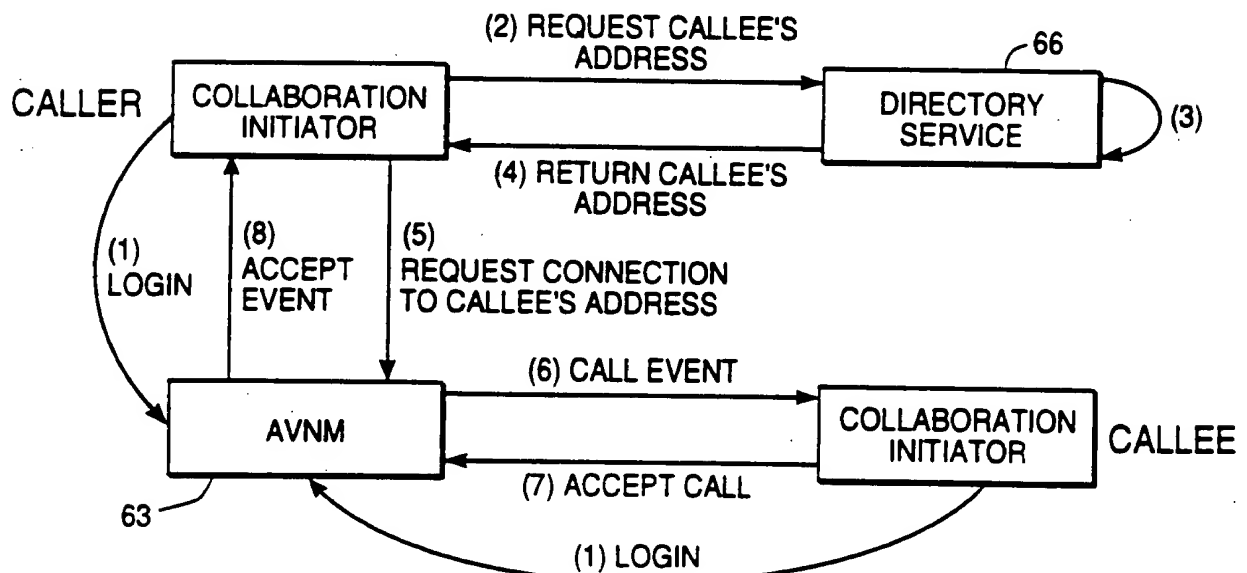 (2) REQUEST CALLEE'S
ADDRESS
66
CALLER
COLLABORATION
INITIATOR
DIRECTORY
SERVICE
(3)
(4) RETURN CALLEE'S
ADDRESS
(1)
LOGIN
(8)
ACCEPT
EVENT
(5)
REQUEST CONNECTION
TO CALLEE'S ADDRESS
(6) CALL EVENT
AVNM
COLLABORATION
INITIATOR
CALLEE
(7) ACCEPT CALL
63
(1) LOGIN